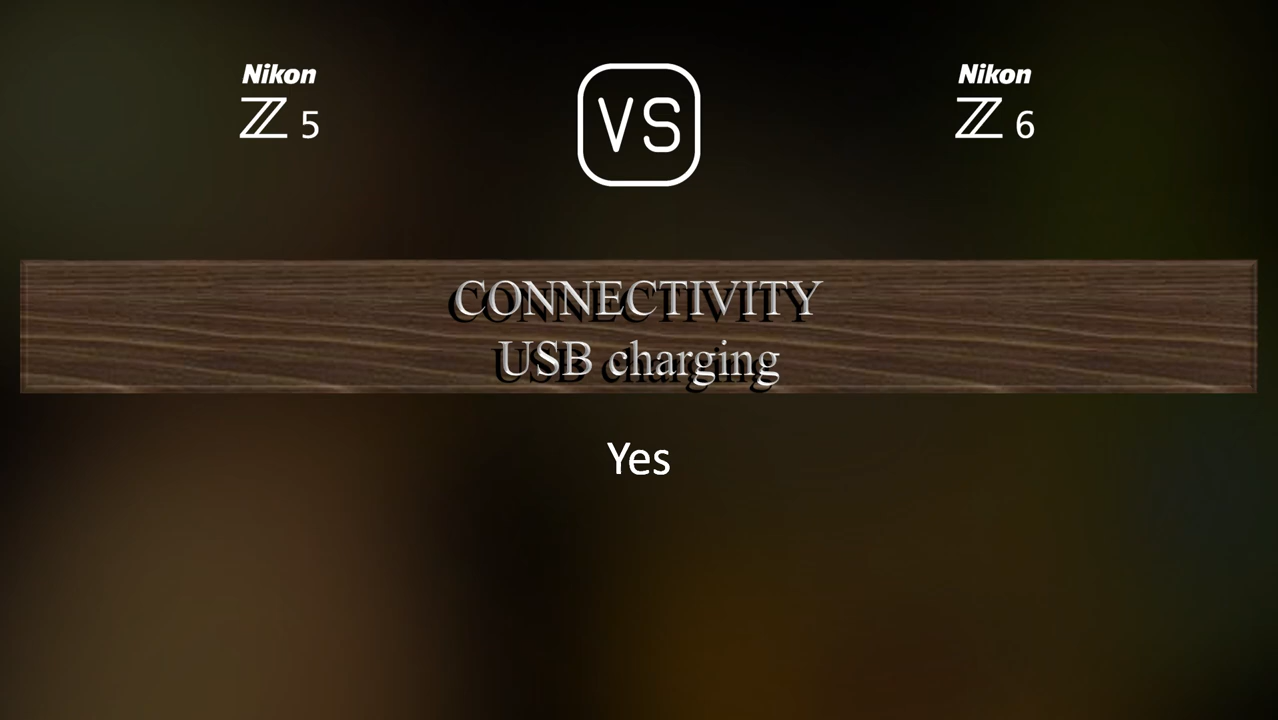 Nikon
Z 5
VS
Nikon
Z 6
CONNECTIVITY
USB charging
Yes